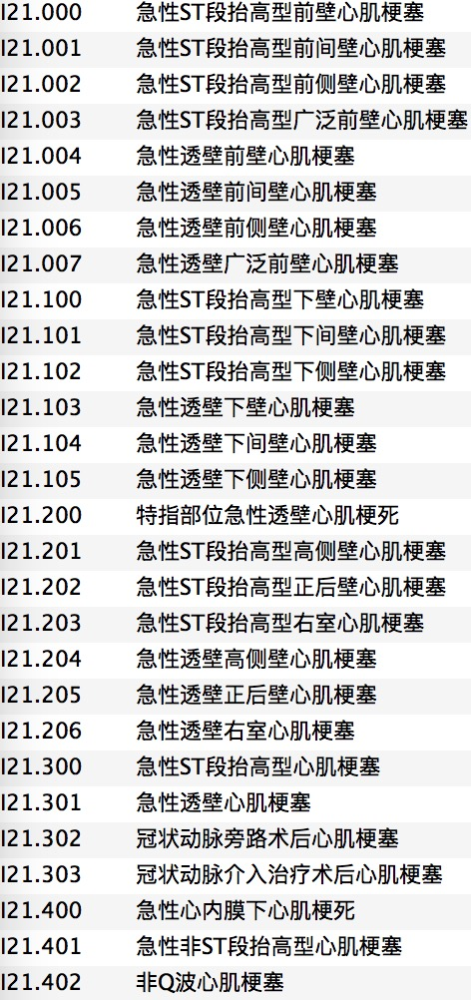 I21.000 急性ST段抬高型前壁心肌梗塞
I21.001 急性ST段抬高型前间壁心肌梗塞
I21.002 急性ST段抬高型前侧壁心肌梗塞
I21.003 急性ST段抬高型广泛前壁心肌梗塞
I21.004 急性透壁前壁心肌梗塞
I21.005 急性透壁前间壁心肌梗塞
I21.006 急性透壁前侧壁心肌梗塞
I21.007 急性透壁广泛前壁心肌梗塞
I21.100 急性ST段抬高型下壁心肌梗塞
I21.101 急性ST段抬高型下间壁心肌梗塞
I21.102 急性ST段抬高型下侧壁心肌梗塞
I21.103 急性透壁下壁心肌梗塞
I21.104 急性透壁下间壁心肌梗塞
I21.105 急性透壁下侧壁心肌梗塞
I21.200 特指部位急性透壁心肌梗死
I21.201 急性ST段抬高型高侧壁心肌梗塞
I21.202 急性ST段抬高型正后壁心肌梗塞
I21.203 急性ST段抬高型右室心肌梗塞
I21.204 急性透壁高侧壁心肌梗塞
I21.205 急性透壁正后壁心肌梗塞
I21.206 急性透壁右室心肌梗塞
I21.300 急性ST段抬高型心肌梗塞
I21.301 急性透壁心肌梗塞
I21.302 冠状动脉旁路术后心肌梗塞
I21.303 冠状动脉介入治疗术后心肌梗塞
I21.400 急性心内膜下心肌梗死
I21.401 急性非ST段抬高型心肌梗塞
I21.402 非Q波心肌梗塞